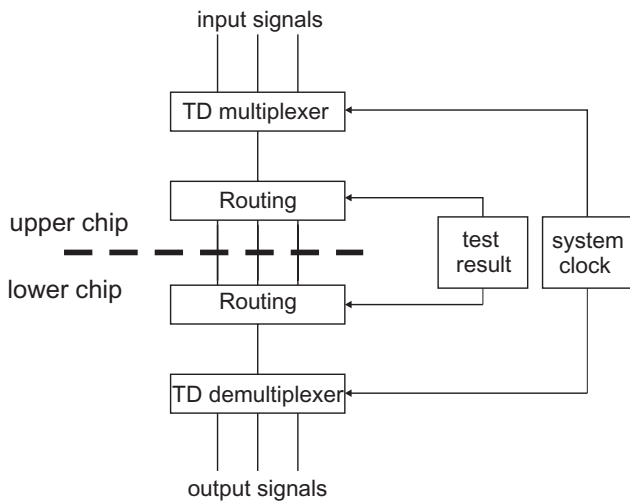 input signals
TD multiplexer
Routing
upper chip
test
result
system
clock
lower chip
Routing
TD demultiplexer
output signals